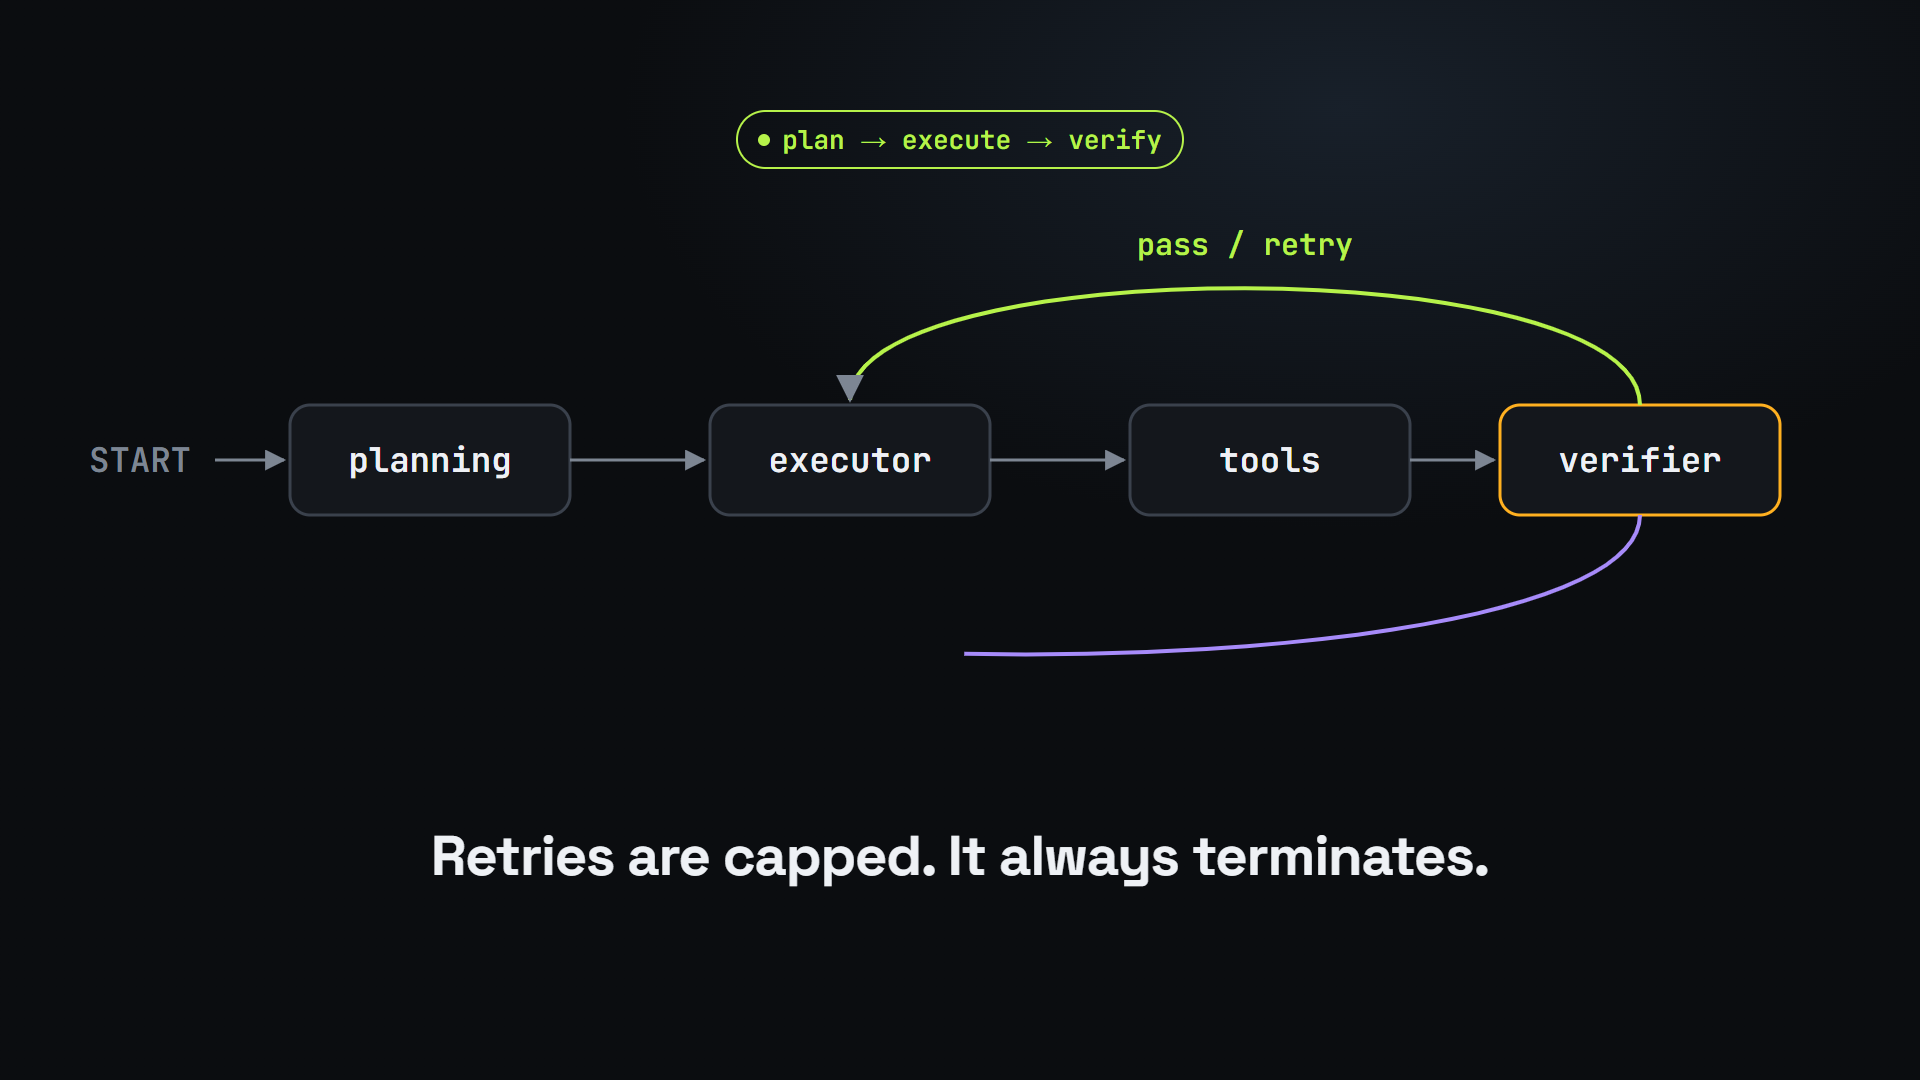 plan → execute → verify
pass / retry
START
planning
executor
tools
verifier
Retries are capped. It always terminates.